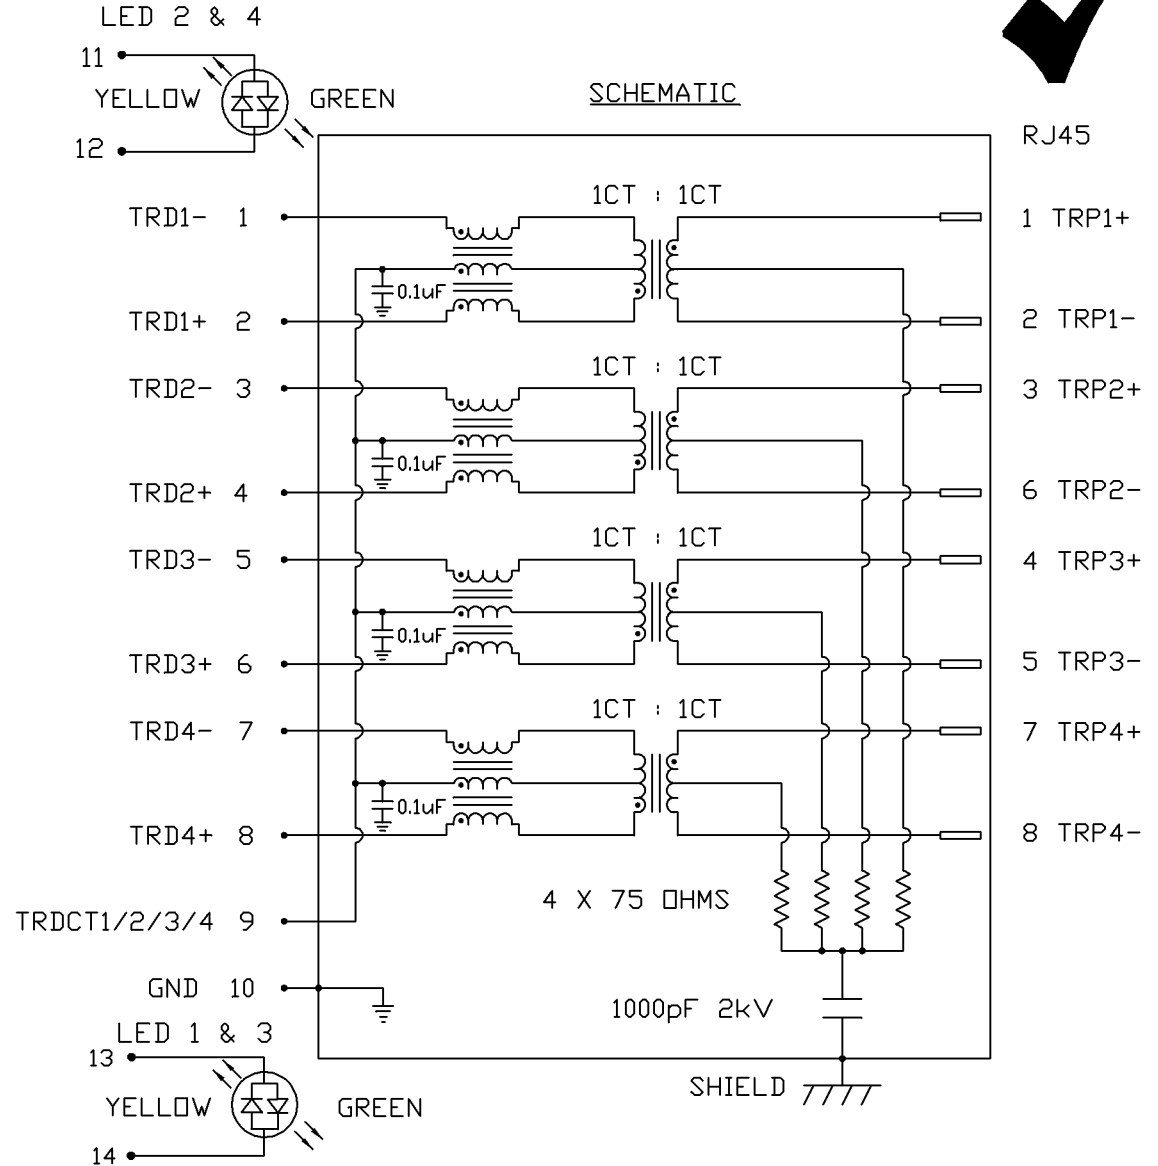 LED 2 & 4
11
YELLOW GREEN
12
SCHEMATIC
RJ45
1CT : 1CT
TRD1- 1
1 TRP1+
0.1uF
TRD1+ 2
2 TRP1-
1CT : 1CT
TRD2- 3
3 TRP2+
0.1uF
TRD2+ 4
6 TRP2-
1CT : 1CT
TRD3- 5
4 TRP3+
0.1uF
TRD3+ 6
5 TRP3-
1CT : 1CT
TRD4- 7
7 TRP4+
0.1uF
TRD4+ 8
8 TRP4-
4 X 75 OHMS
TRDCT1/2/3/4 9
GND 10
1000pF 2kV
LED 1 & 3
13
SHIELD
YELLOW GREEN
14